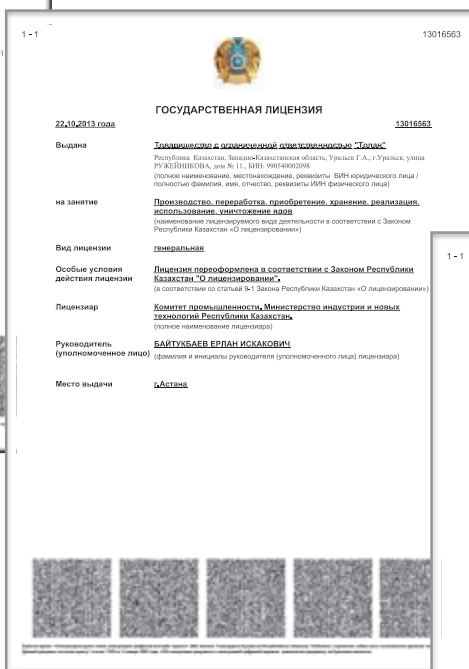 1 - 1
13016563
ГОСУДАРСТВЕННАЯ ЛИЦЕНЗИЯ
22.10.2013 года
13016563
Выдана
Товарищество с ограниченной ответственностью "Толан"
Республика Казахстан, Западно-Казахстанская область, Уральск Г.А., г.Уральск, улица
РУЖЕЙНИКОВА, дом № 11., БИН: 990540002098
(полное наименование, местонахождение, реквизиты БИН юридического лица /
полностью фамилия, имя, отчество, реквизиты ИИН физического лица)
на занятие
Производство, переработка, приобретение, хранение, реализация,
использование, уничтожение ядов
(наименование лицензируемого вида деятельности в соответствии с Законом
Республики Казахстан «О лицензировании»)
Вид лицензии
генеральная
Особые условия
действия лицензии
Лицензия переоформлена в соответствии с Законом Республики
Казахстан "О лицензировании".
(в соответствии со статьей 9-1 Закона Республики Казахстан «О лицензировании»)
Лицензиар
Комитет промышленности. Министерство индустрии и новых
технологий Республики Казахстан.
(полное наименование лицензиара)
Руководитель
(уполномоченное лицо)
БАЙТУКБАЕВ ЕРЛАН ИСКАКОВИЧ
(фамилия и инициалы руководителя (уполномоченного лица) лицензиара)
Место выдачи
г.Астана
1 - 1